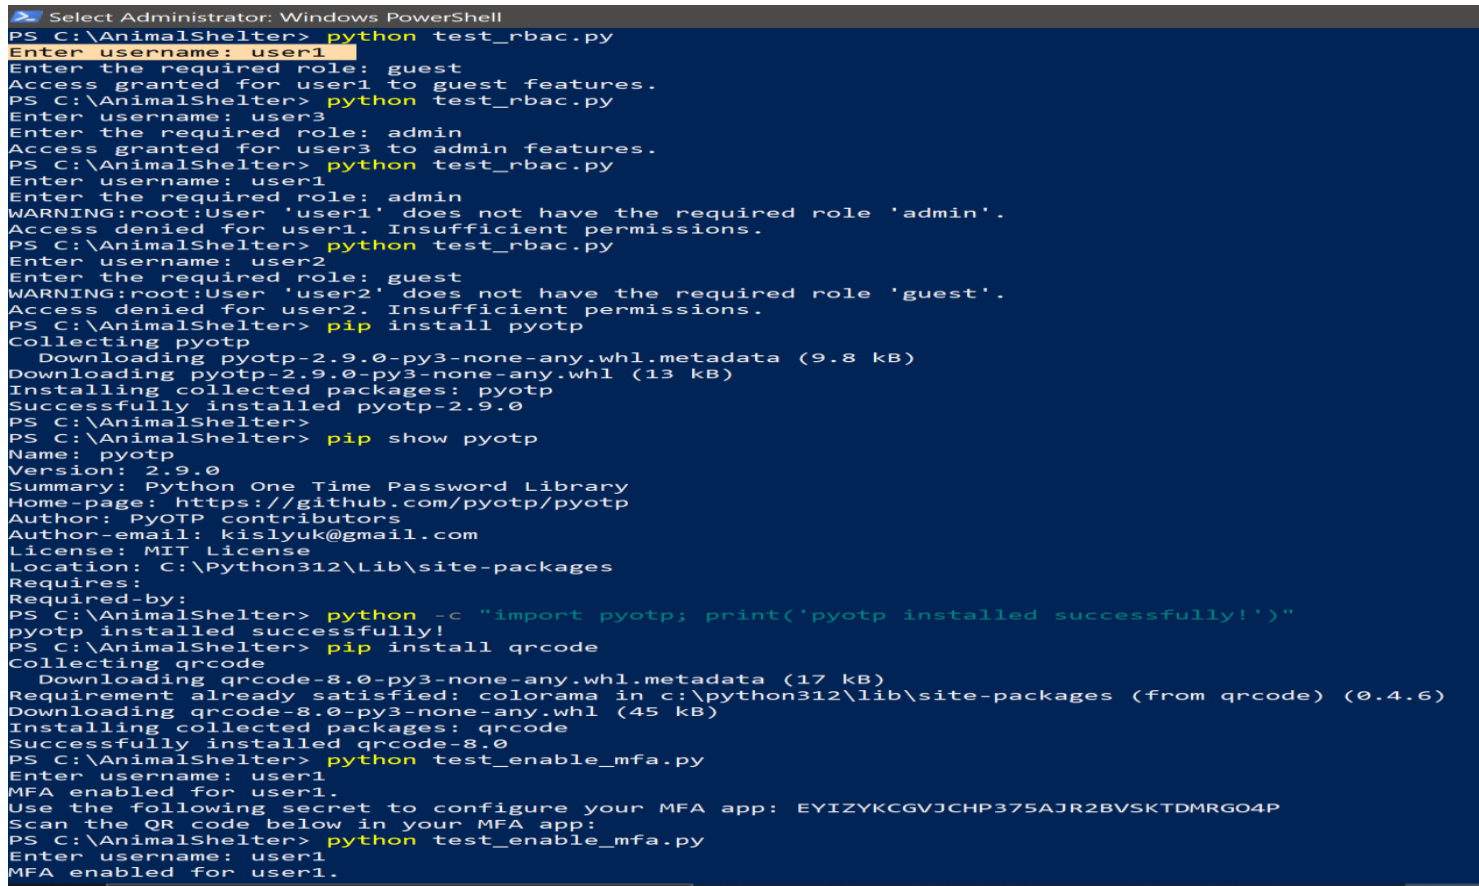 Select Administrator: Windows PowerShell
PS C:\AnimalShelter> python test_rbac.py
Enter username: user1
Enter the required role: guest
Access granted for user1 to guest features.
PS C:\AnimalShelter> python test_rbac.py
Enter username: user3
Enter the required role: admin
Access granted for user3 to admin features.
PS C:\AnimalShelter> python test_rbac.py
Enter username: user1
Enter the required role: admin
WARNING:root:User 'user1' does not have the required role 'admin'.
Access denied for user1. Insufficient permissions.
PS C:\AnimalShelter> python test_rbac.py
Enter username: user2
Enter the required role: guest
WARNING:root:User 'user2' does not have the required role 'guest'.
Access denied for user2. Insufficient permissions.
PS C:\AnimalShelter> pip install pyotp
Collecting pyotp
  Downloading pyotp-2.9.0-py3-none-any.whl.metadata (9.8 kB)
Downloading pyotp-2.9.0-py3-none-any.whl (13 kB)
Installing collected packages: pyotp
Successfully installed pyotp-2.9.0
PS C:\AnimalShelter>
PS C:\AnimalShelter> pip show pyotp
Name: pyotp
Version: 2.9.0
Summary: Python One Time Password Library
Home-page: https://github.com/pyotp/pyotp
Author: PyOTP contributors
Author-email: kislyuk@gmail.com
License: MIT License
Location: C:\Python312\Lib\site-packages
Requires:
Required-by:
PS C:\AnimalShelter> python -c "import pyotp; print('pyotp installed successfully!')"
pyotp installed successfully!
PS C:\AnimalShelter> pip install qrcode
Collecting qrcode
  Downloading qrcode-8.0-py3-none-any.whl.metadata (17 kB)
Requirement already satisfied: colorama in c:\python312\lib\site-packages (from qrcode) (0.4.6)
Downloading qrcode-8.0-py3-none-any.whl (45 kB)
Installing collected packages: qrcode
Successfully installed qrcode-8.0
PS C:\AnimalShelter> python test_enable_mfa.py
Enter username: user1
MFA enabled for user1.
Use the following secret to configure your MFA app: EYIZYKCGVJCHP375AJR2BVSKTDMRGO4P
Scan the QR code below in your MFA app:
PS C:\AnimalShelter> python test_enable_mfa.py
Enter username: user1
MFA enabled for user1.